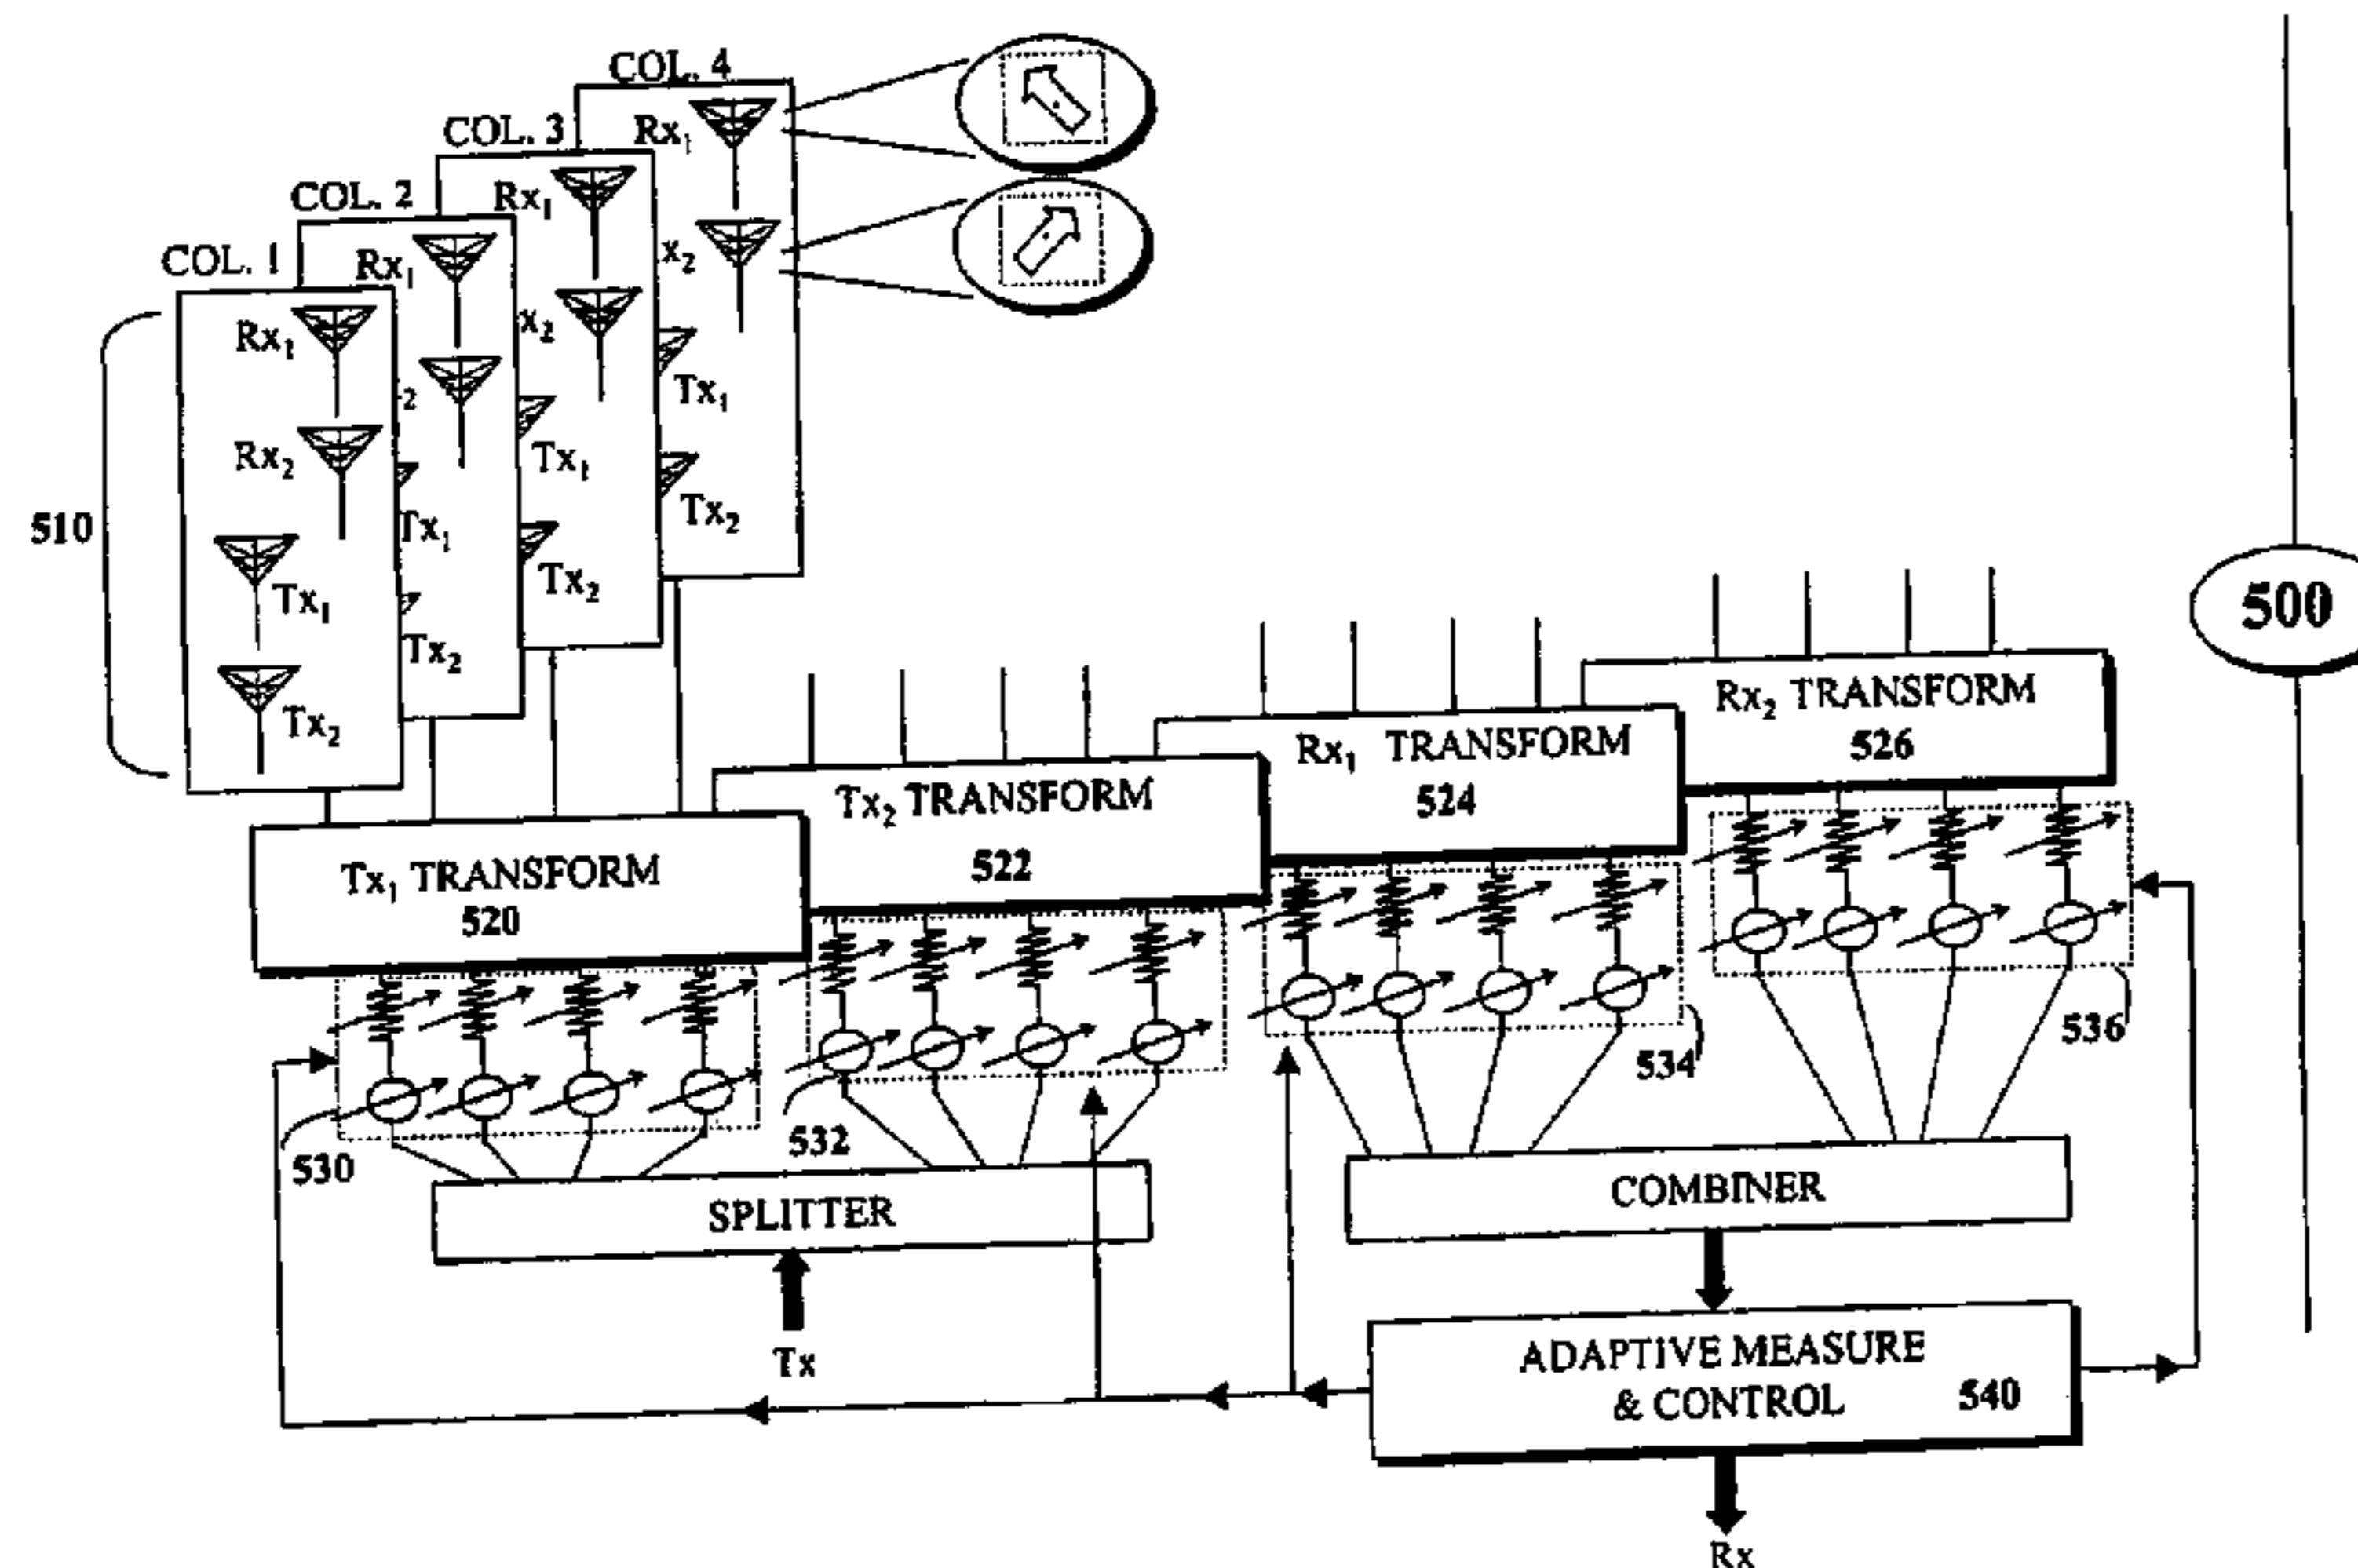 COL. 4
Rx₁
COL. 3
Rx₁
x₂
COL. 2
Rx₁
x₂
COL. 1
Rx₁
2
Rx₂
510
Tx₁
Tx₂
Tx₁
Tx₂
Tx₁
Tx₂
Tx₁
Tx₂
500
Rx₂ TRANSFORM
526
Rx₁ TRANSFORM
524
Tx₂ TRANSFORM
522
Tx₁ TRANSFORM
520
536
534
532
530
COMBINER
SPLITTER
Tx
ADAPTIVE MEASURE
& CONTROL 540
Rx